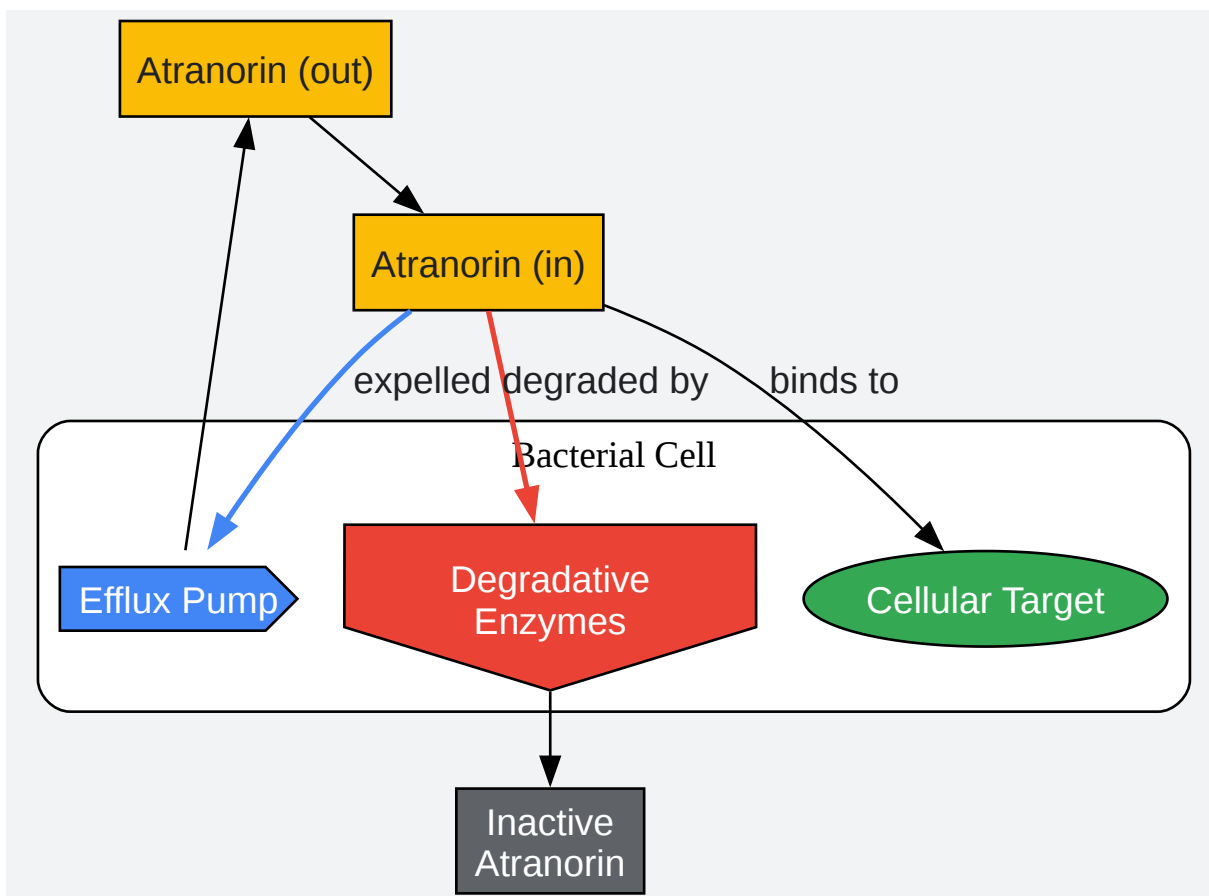 Atranorin (out)
Atranorin (in)
expelled
degraded by
binds to
Bacterial Cell
Efflux Pump
Degradative
Enzymes
Cellular Target
Inactive
Atranorin